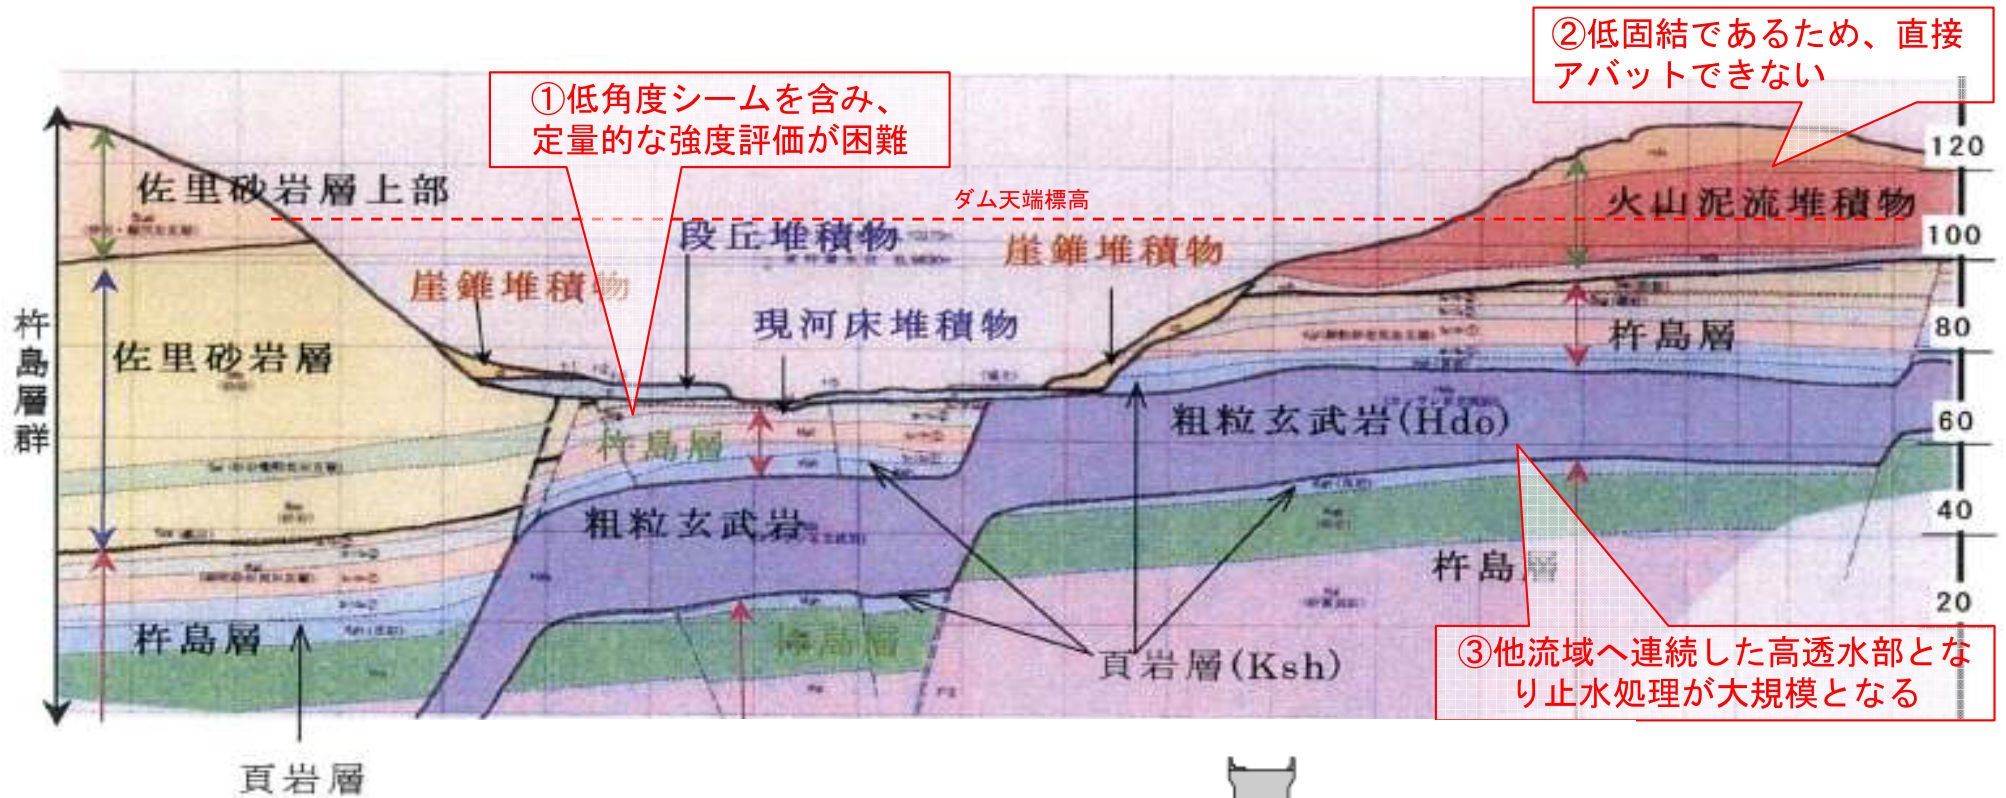 ②低固結であるため、直接
アバットできない
①低角度シームを含み、
定量的な強度評価が困難
120
佐里砂岩層上部
ダム天端標高
火山泥流堆積物
段丘堆積物
100
崖錐堆積物
崖錐堆積物
現河床堆積物
80
杵島層群
佐里砂岩層
杵島層
60
粗粒玄武岩(Hdo)
杵島層
40
粗粒玄武岩
杵島層
20
杵島層
杵島層
頁岩層(Ksh)
③他流域へ連続した高透水部とな
り止水処理が大規模となる
頁岩層